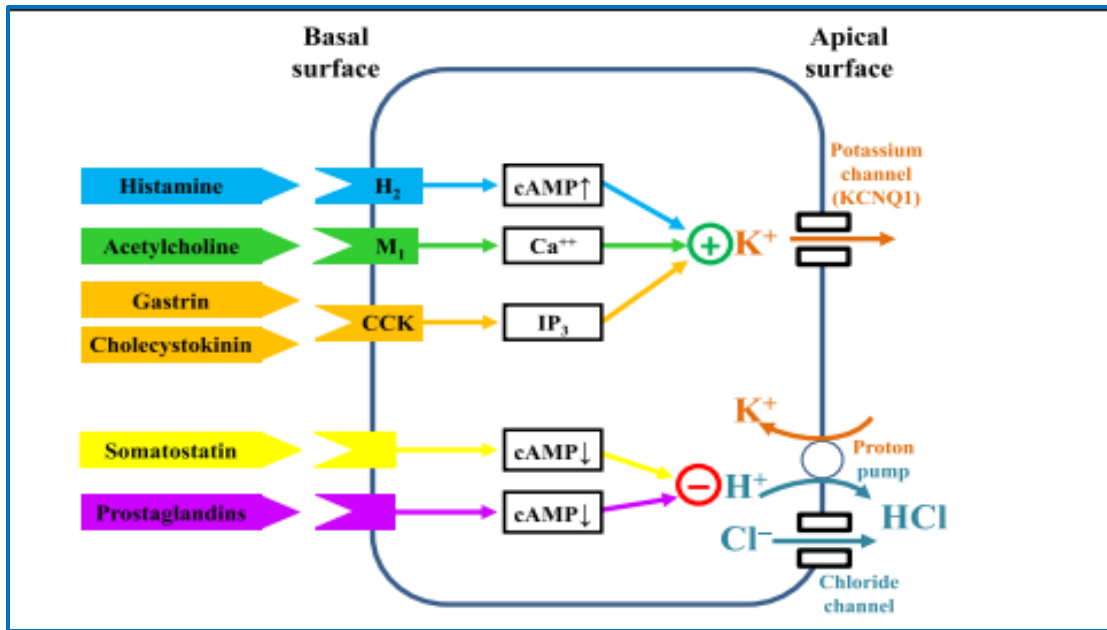 Basal
surface
Apical
surface
Potassium
channel
(KCNQ1)
Histamine
H₂
cAMP↑
Acetylcholine
M₁
Ca⁺⁺
+
K⁺
Gastrin
Cholecystokinin
CCK
IP₃
K⁺
Somatostatin
cAMP↓
Proton
pump
Prostaglandins
cAMP↓
−
H⁺
HCl
Cl⁻
Chloride
channel